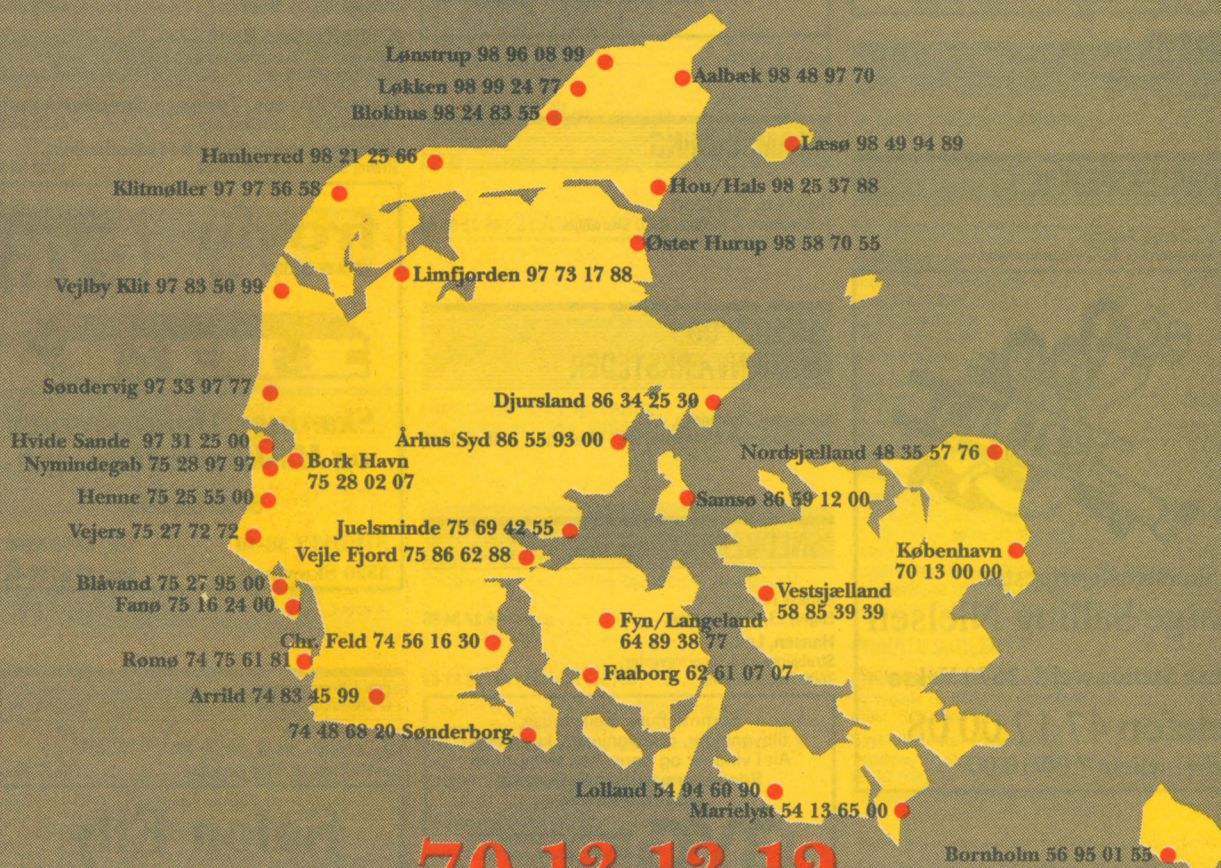 Lønstrup 98 96 08 99
Løkken 98 99 24 77
Aalbæk 98 48 97 70
Blokhus 98 24 83 55
Læsø 98 49 94 89
Hanherred 98 21 25 66
Klitmøller 97 97 56 58
Hou/Hals 98 25 37 88
Øster Hurup 98 58 70 55
Limfjorden 97 73 17 88
Vejlby Klit 97 83 50 99
Søndervig 97 33 97 77
Djursland 86 34 25 30
Hvide Sande 97 31 25 00
Århus Syd 86 55 93 00
Nordsjælland 48 35 57 76
Nymindegab 75 28 97 97
Bork Havn
75 28 02 07
Henne 75 25 55 00
Samsø 86 59 12 00
Vejers 75 27 72 72
Juelsminde 75 69 42 55
Vejle Fjord 75 86 62 88
København
70 13 00 00
Blåvand 75 27 95 00
Vestsjælland
58 85 39 39
Fanø 75 16 24 00
Fyn/Langeland
64 89 38 77
Chr. Feld 74 56 16 30
Rømø 74 75 61 81
Faaborg 62 61 07 07
Arrild 74 83 45 99
74 48 68 20 Sønderborg
Lolland 54 94 60 90
Marielyst 54 13 65 00
70 13 13 13
Bornholm 56 95 01 55